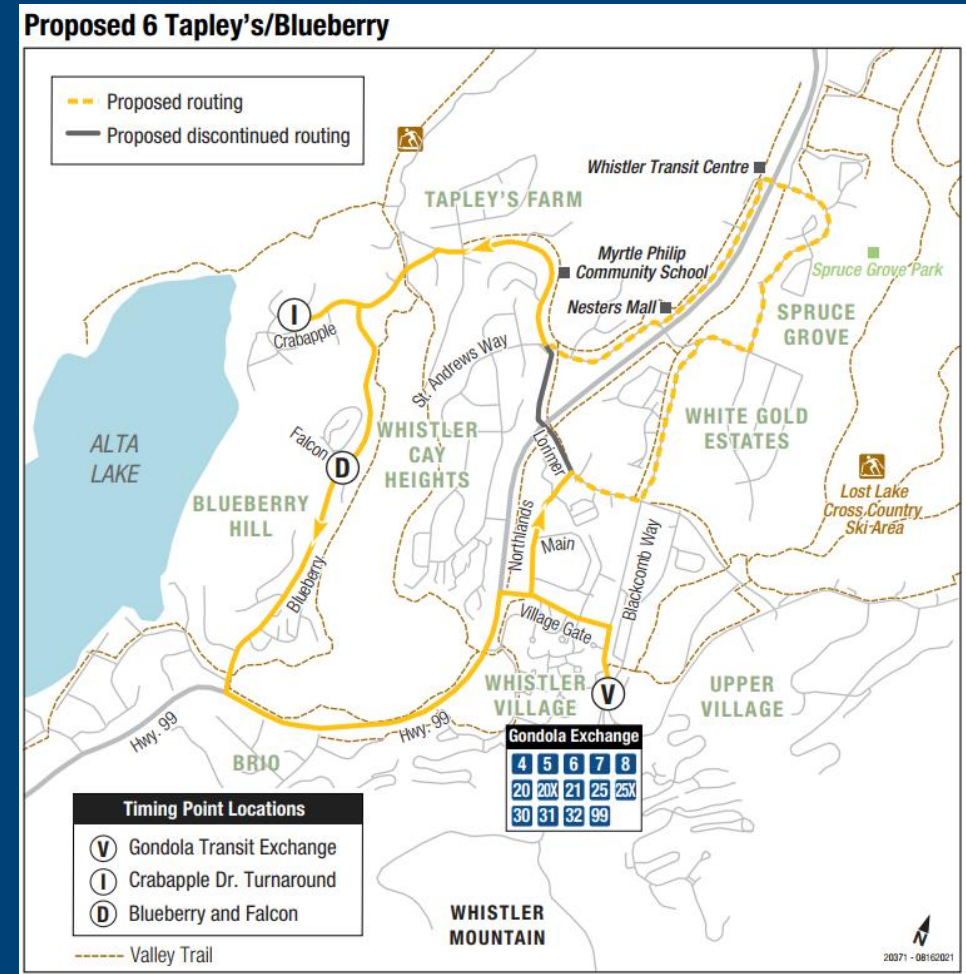 Proposed 6 Tapley's/Blueberry
Proposed routing
Proposed discontinued routing
Whistler Transit Centre
TAPLEY'S FARM
Myrtle Philip
Community School
Spruce Grove Park
Nesters Mall
SPRUCE
GROVE
I
Crabapple
St. Andrews Way
WHITE GOLD
ESTATES
ALTA
LAKE
Falcon
D
WHISTLER
CAY
HEIGHTS
Lorimer
Lost Lake
Cross Country
Ski Area
BLUEBERRY
HILL
Northlands
Main
Blackcomb Way
Blueberry
Village Gate
WHISTLER
VILLAGE
V
UPPER
VILLAGE
Hwy. 99
Hwy. 99
BRIO
Gondola Exchange
4 5 6 7 8
20 20X 21 25 25X
30 31 32 99
Timing Point Locations
V Gondola Transit Exchange
I Crabapple Dr. Turnaround
D Blueberry and Falcon
Valley Trail
WHISTLER
MOUNTAIN
N
20371 - 08162021